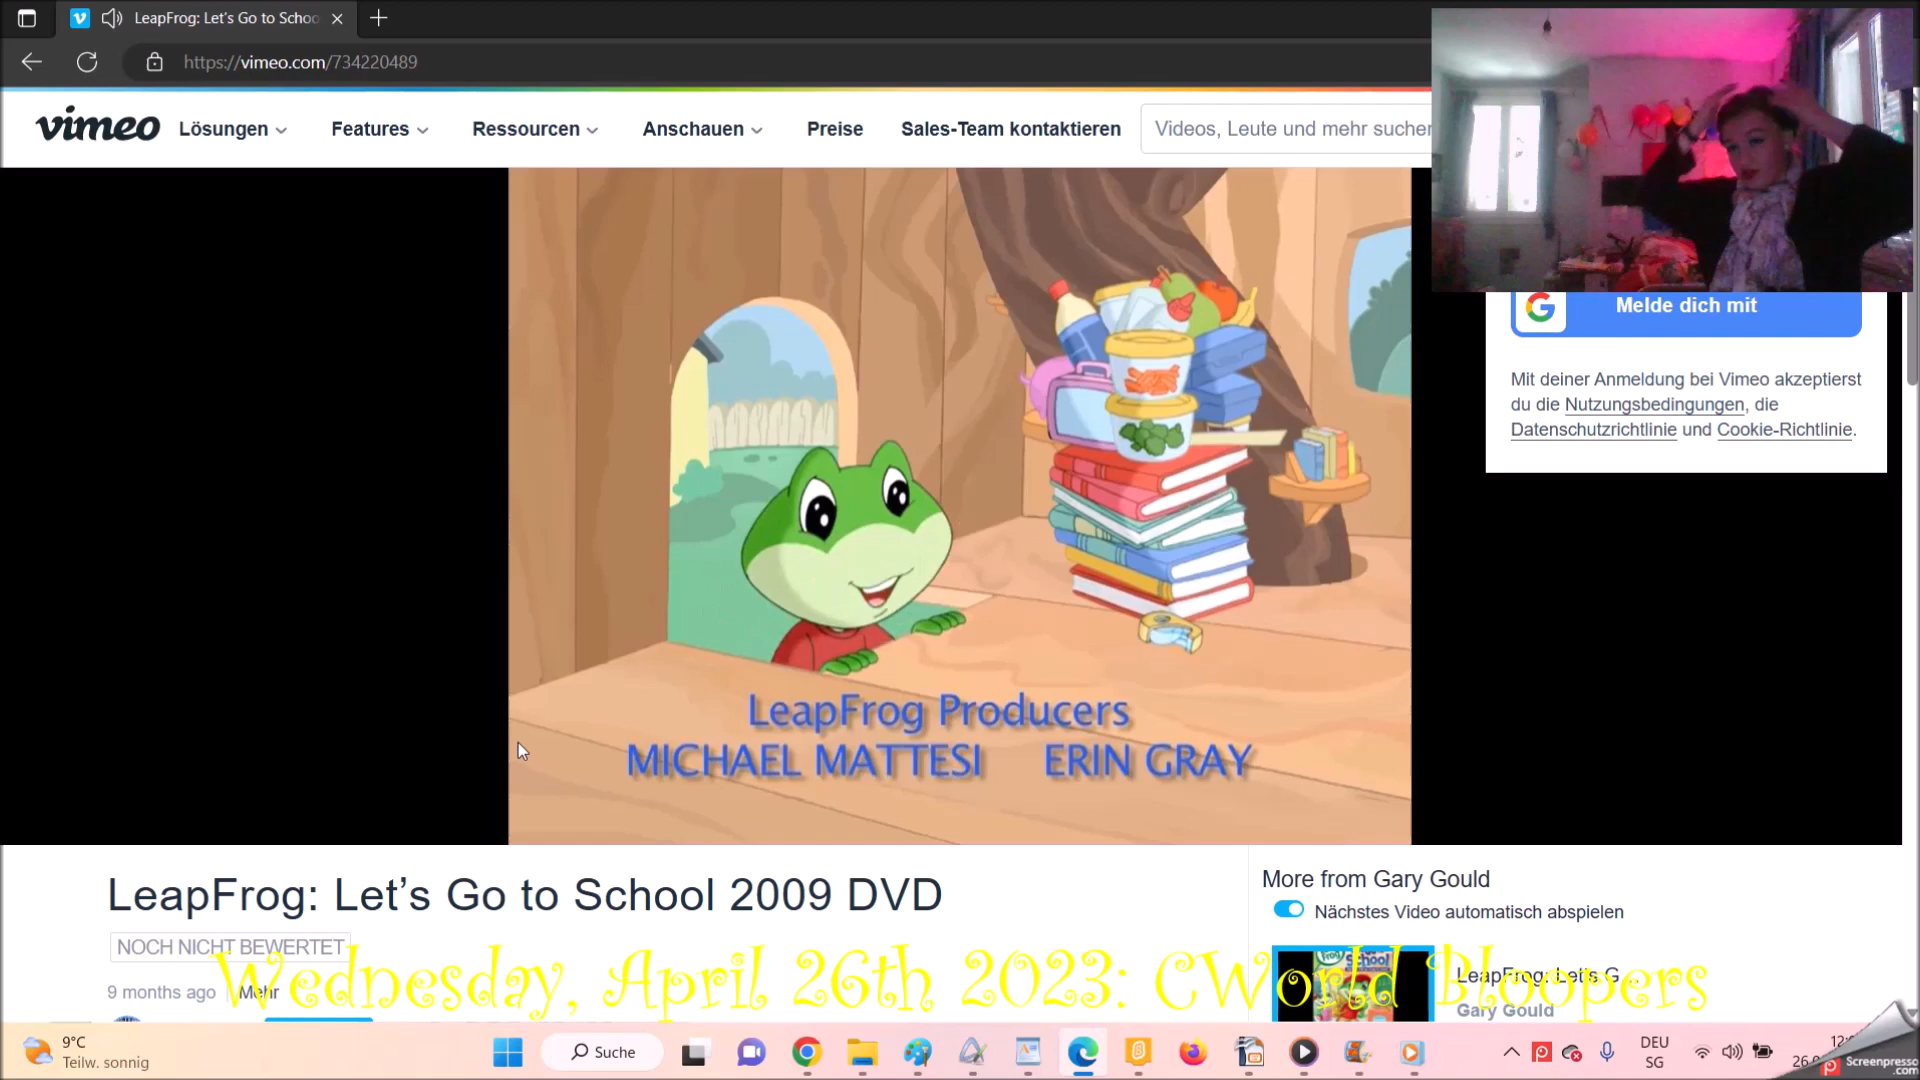 LeapFrog: Let's Go to Schoo
https://vimeo.com/734220489
vimeo
Lösungen
Features
Ressourcen
Anschauen
Preise
Sales-Team kontaktieren
Videos, Leute und mehr suchen
Melde dich mit
Mit deiner Anmeldung bei Vimeo akzeptierst
du die Nutzungsbedingungen, die
Datenschutzrichtlinie und Cookie-Richtlinie.
LeapFrog Producers
MICHAEL MATTESI ERIN GRAY
LeapFrog: Let’s Go to School 2009 DVD
NOCH NICHT BEWERTET
9 months ago Mehr
More from Gary Gould
Nächstes Video automatisch abspielen
LeapFrog: Let's G
Gary Gould
Wednesday, April 26th 2023: CWorld Bloopers
9°C
Teilw. sonnig
Suche
DEU
SG
Screenpresso
.com